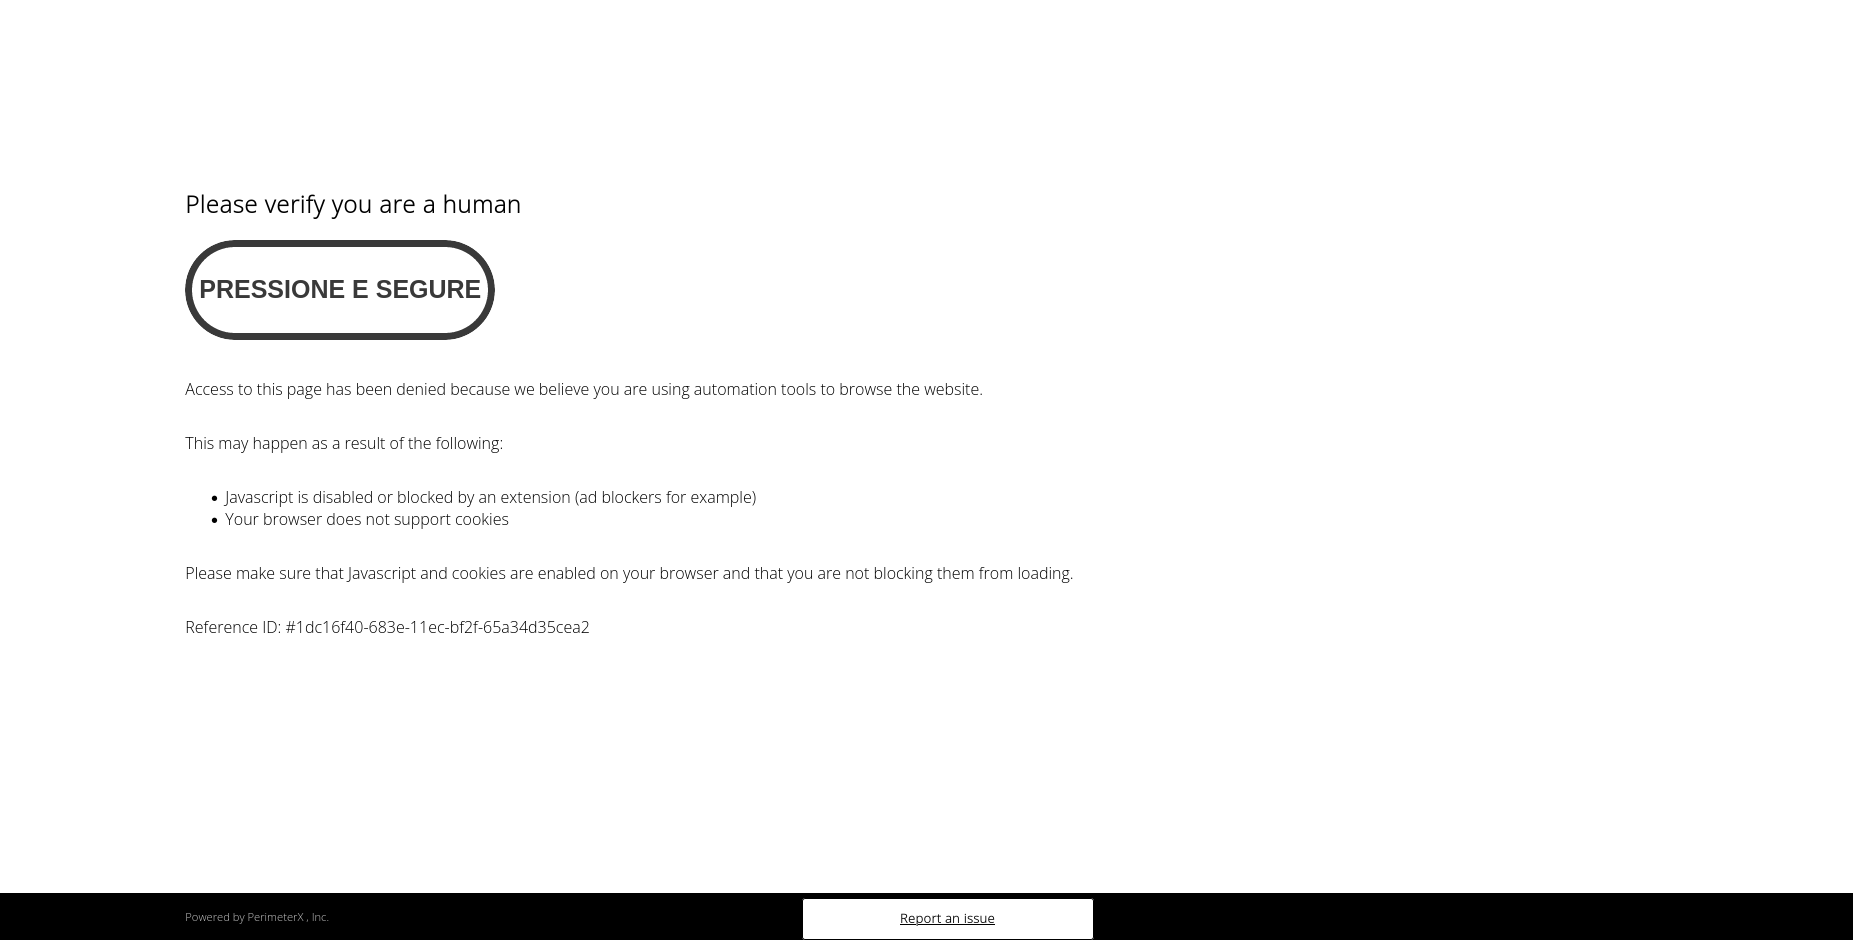 Please verify you are a human
PRESSIONE E SEGURE
Access to this page has been denied because we believe you are using automation tools to browse the website.
This may happen as a result of the following:
• Javascript is disabled or blocked by an extension (ad blockers for example)
• Your browser does not support cookies
Please make sure that Javascript and cookies are enabled on your browser and that you are not blocking them from loading.
Reference ID: #1dc16f40-683e-11ec-bf2f-65a34d35cea2
Powered by PerimeterX , Inc.
Report an issue